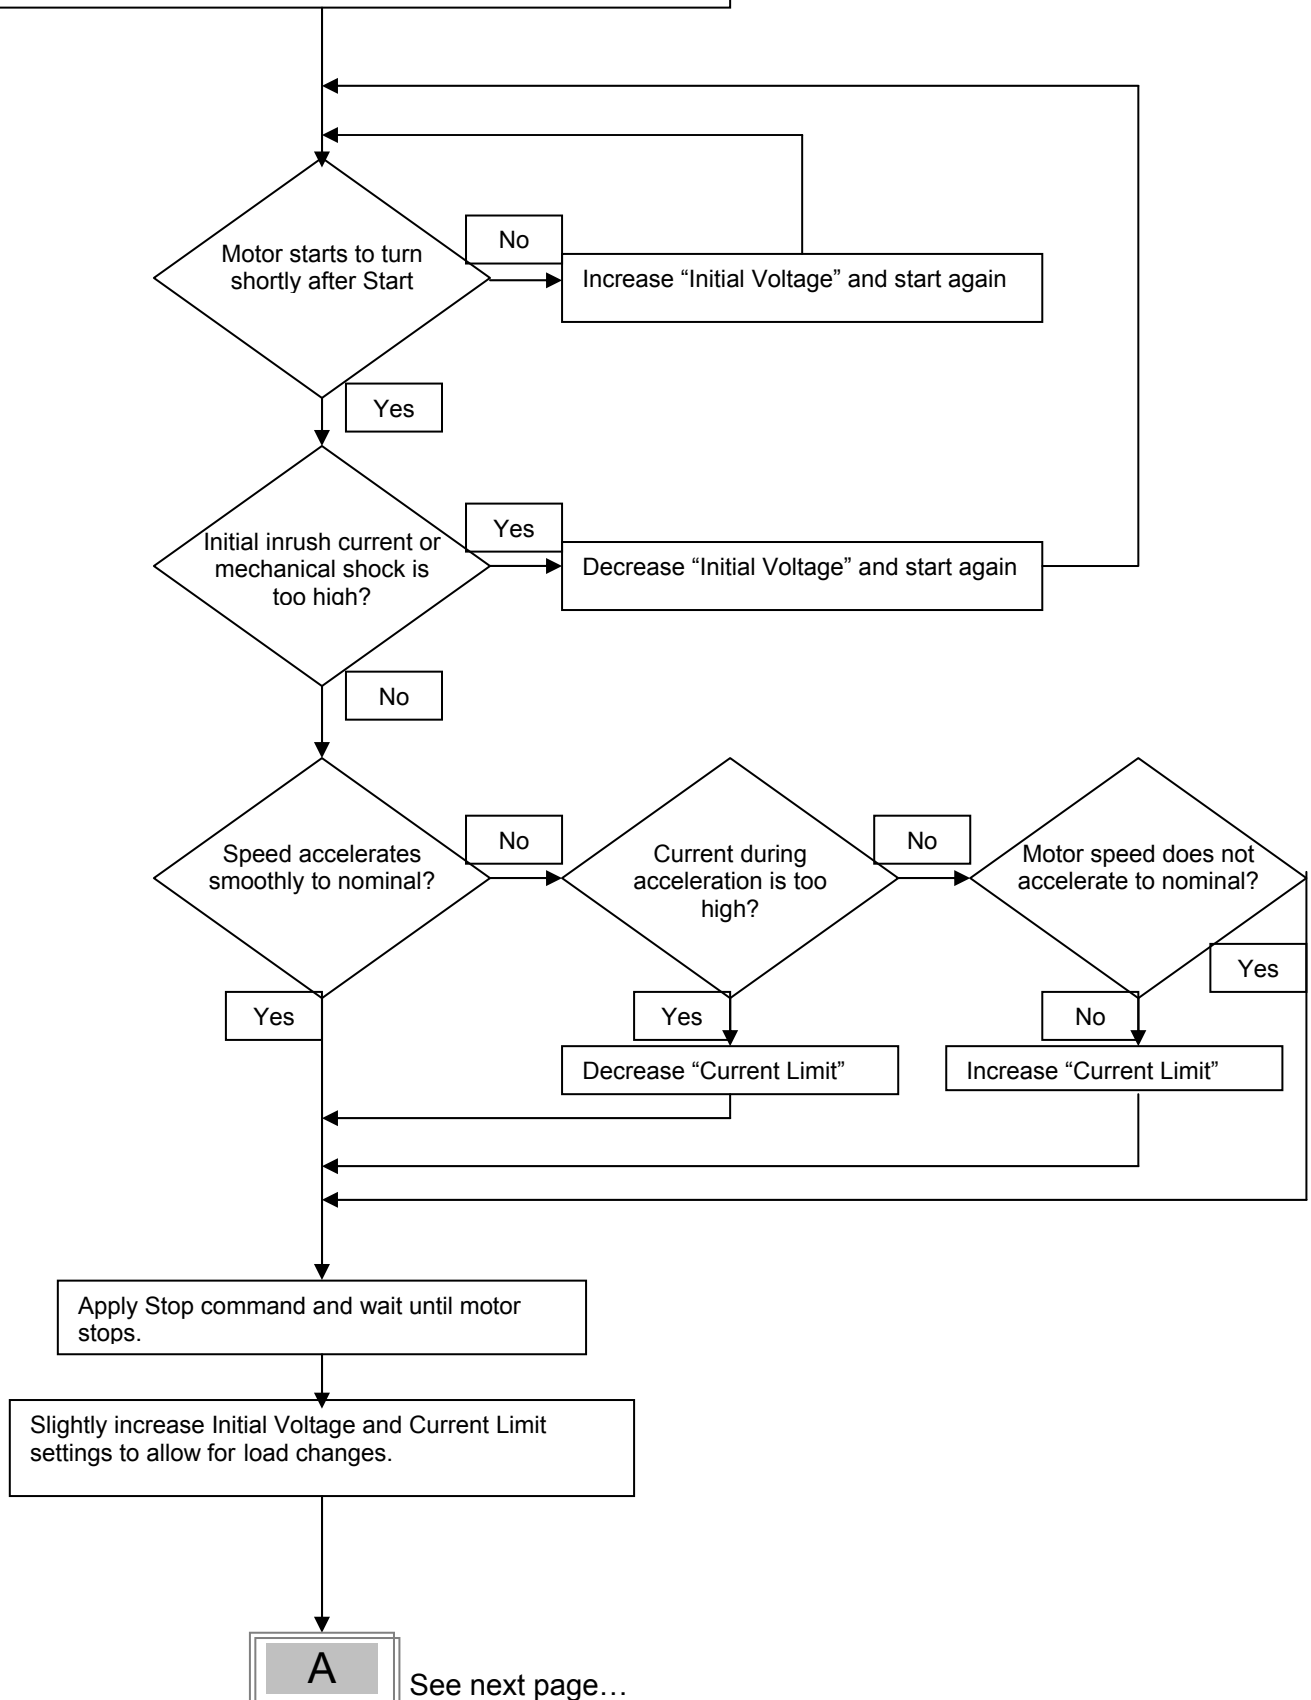 No
Motor starts to turn
shortly after Start
Increase “Initial Voltage” and start again
Yes
Yes
Initial inrush current or
mechanical shock is
too high?
Decrease “Initial Voltage” and start again
No
No
No
Speed accelerates
smoothly to nominal?
Current during
acceleration is too
high?
Motor speed does not
accelerate to nominal?
Yes
Yes
Yes
No
Decrease “Current Limit”
Increase “Current Limit”
Apply Stop command and wait until motor
stops.
Slightly increase Initial Voltage and Current Limit
settings to allow for load changes.
A
See next page…